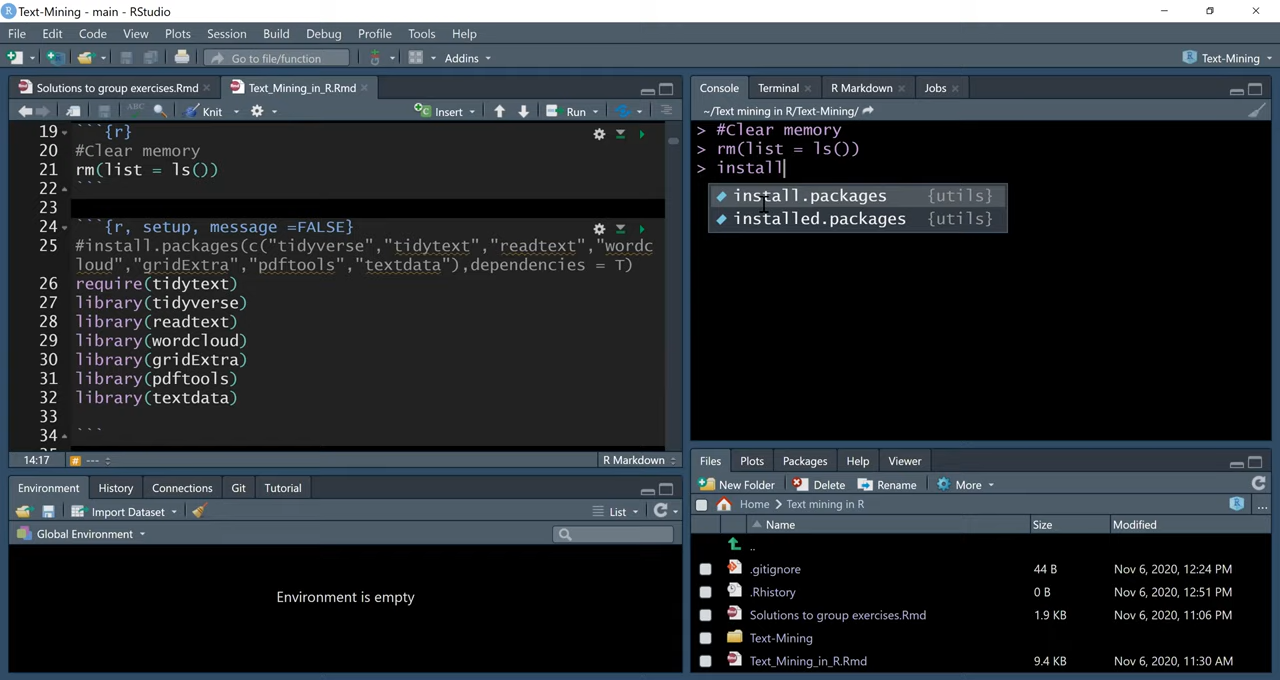 Text-Mining - main - RStudio
File Edit Code View Plots Session Build Debug Profile Tools Help
Go to file/function Addins Text-Mining
Solutions to group exercises.Rmd Text_Mining_in_R.Rmd
ABC Knit Insert Run
19 ```{r}
20 #Clear memory
21 rm(list = ls())
22 ```
23
24 ```{r, setup, message =FALSE}
25 #install.packages(c("tidyverse","tidytext","readtext","wordc
loud","gridExtra","pdftools","textdata"),dependencies = T)
26 require(tidytext)
27 library(tidyverse)
28 library(readtext)
29 library(wordcloud)
30 library(gridExtra)
31 library(pdftools)
32 library(textdata)
33
34 ```
14:17 # --- R Markdown
Console Terminal R Markdown Jobs
~/Text mining in R/Text-Mining/
> #Clear memory
> rm(list = ls())
> install
install.packages {utils}
installed.packages {utils}
Environment History Connections Git Tutorial
Import Dataset List
Global Environment
Environment is empty
Files Plots Packages Help Viewer
New Folder Delete Rename More
Home Text mining in R ...
Name Size Modified
..
.gitignore 44 B Nov 6, 2020, 12:24 PM
.Rhistory 0 B Nov 6, 2020, 12:51 PM
Solutions to group exercises.Rmd 1.9 KB Nov 6, 2020, 11:06 PM
Text-Mining
Text_Mining_in_R.Rmd 9.4 KB Nov 6, 2020, 11:30 AM